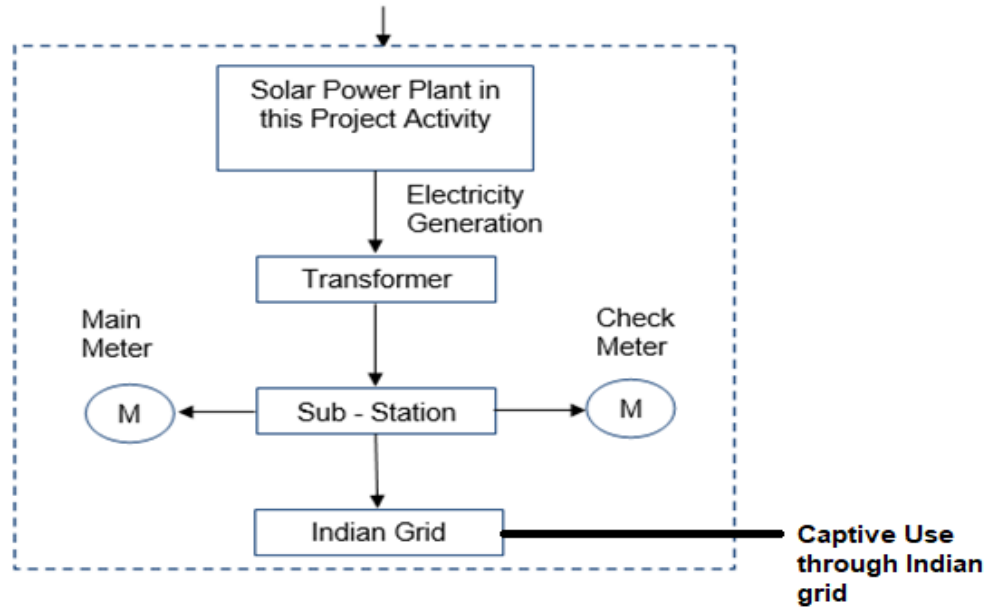 Solar Power Plant in
this Project Activity
Electricity
Generation
Transformer
Main
Meter
Check
Meter
M
Sub - Station
M
Indian Grid
Captive Use
through Indian
grid